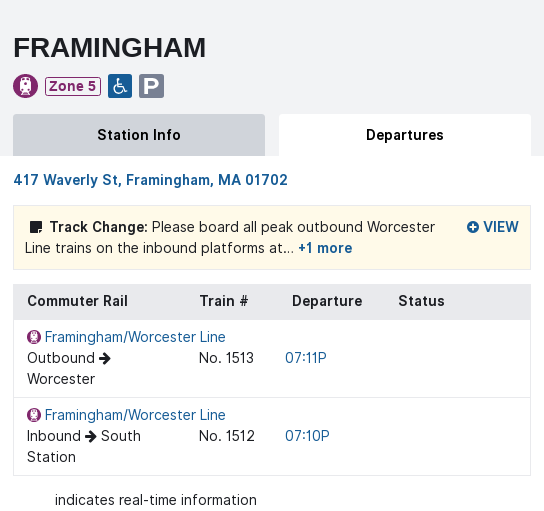 FRAMINGHAM
Zone 5 P
Station Info Departures
417 Waverly St, Framingham, MA 01702
Track Change: Please board all peak outbound Worcester VIEW
Line trains on the inbound platforms at... +1 more
Commuter Rail Train # Departure Status
Framingham/Worcester Line
Outbound → No. 1513 07:11P
Worcester
Framingham/Worcester Line
Inbound → South No. 1512 07:10P
Station
indicates real-time information